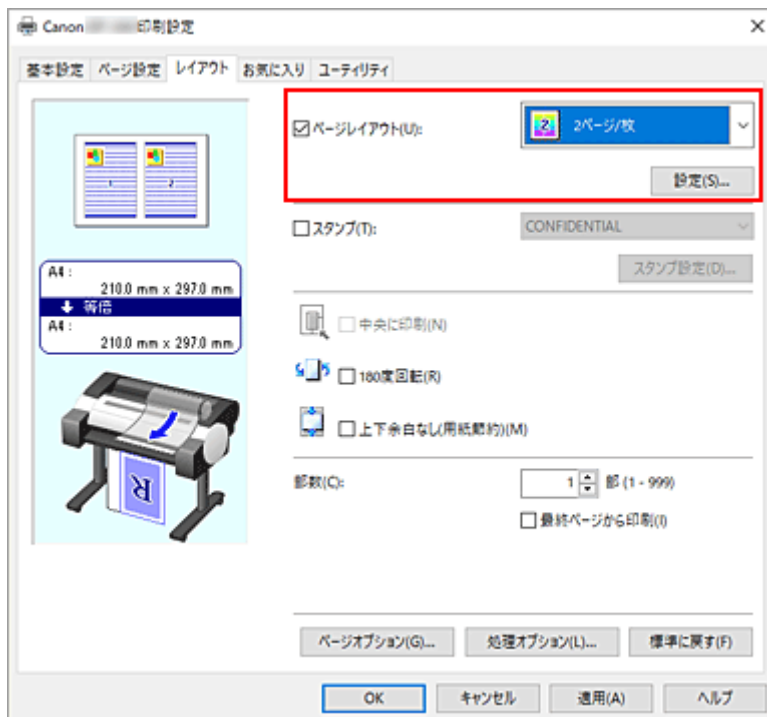 Canon 印刷設定
基本設定 ページ設定 レイアウト お気に入り ユーティリティ
ページレイアウト(U):
2 2ページ/枚
設定(S)...
スタンプ(T):
CONFIDENTIAL
スタンプ設定(D)...
1 2
A4 :
210.0 mm x 297.0 mm
等倍
A4 :
210.0 mm x 297.0 mm
R
中央に印刷(N)
180度回転(R)
上下余白なし(用紙節約)(M)
部数(C):
1 部 (1 - 999)
最終ページから印刷(I)
ページオプション(G)... 処理オプション(L)... 標準に戻す(F)
OK キャンセル 適用(A) ヘルプ